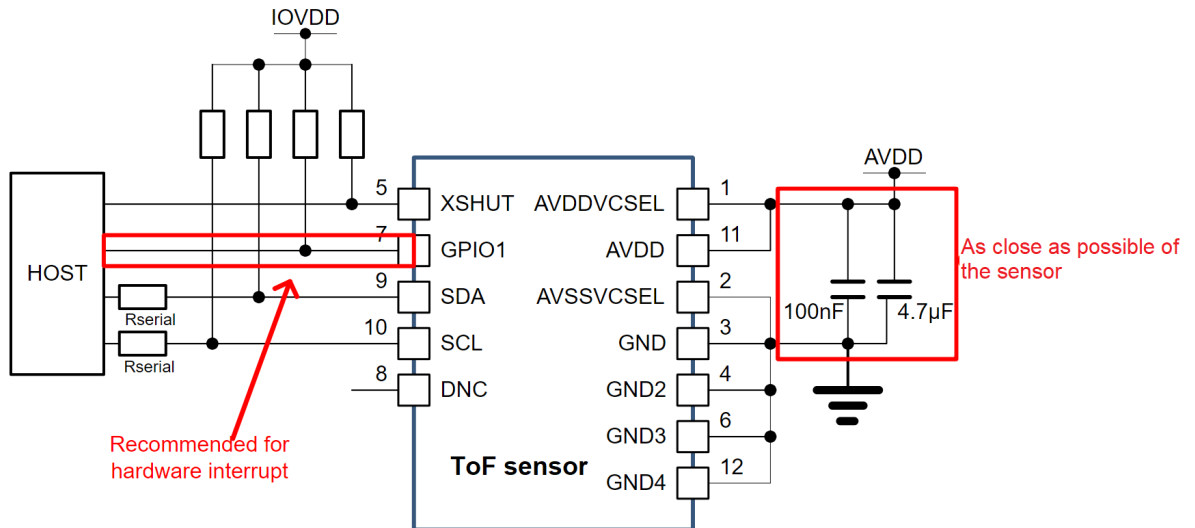 IOVDD
AVDD
5
XSHUT
AVDDVCSEL
1
7
GPIO1
AVDD
11
HOST
As close as possible of
the sensor
9
SDA
AVSSVCSEL
2
Rserial
100nF
4.7µF
10
SCL
GND
3
Rserial
8
DNC
GND2
4
Recommended for
hardware interrupt
GND3
6
ToF sensor
GND4
12